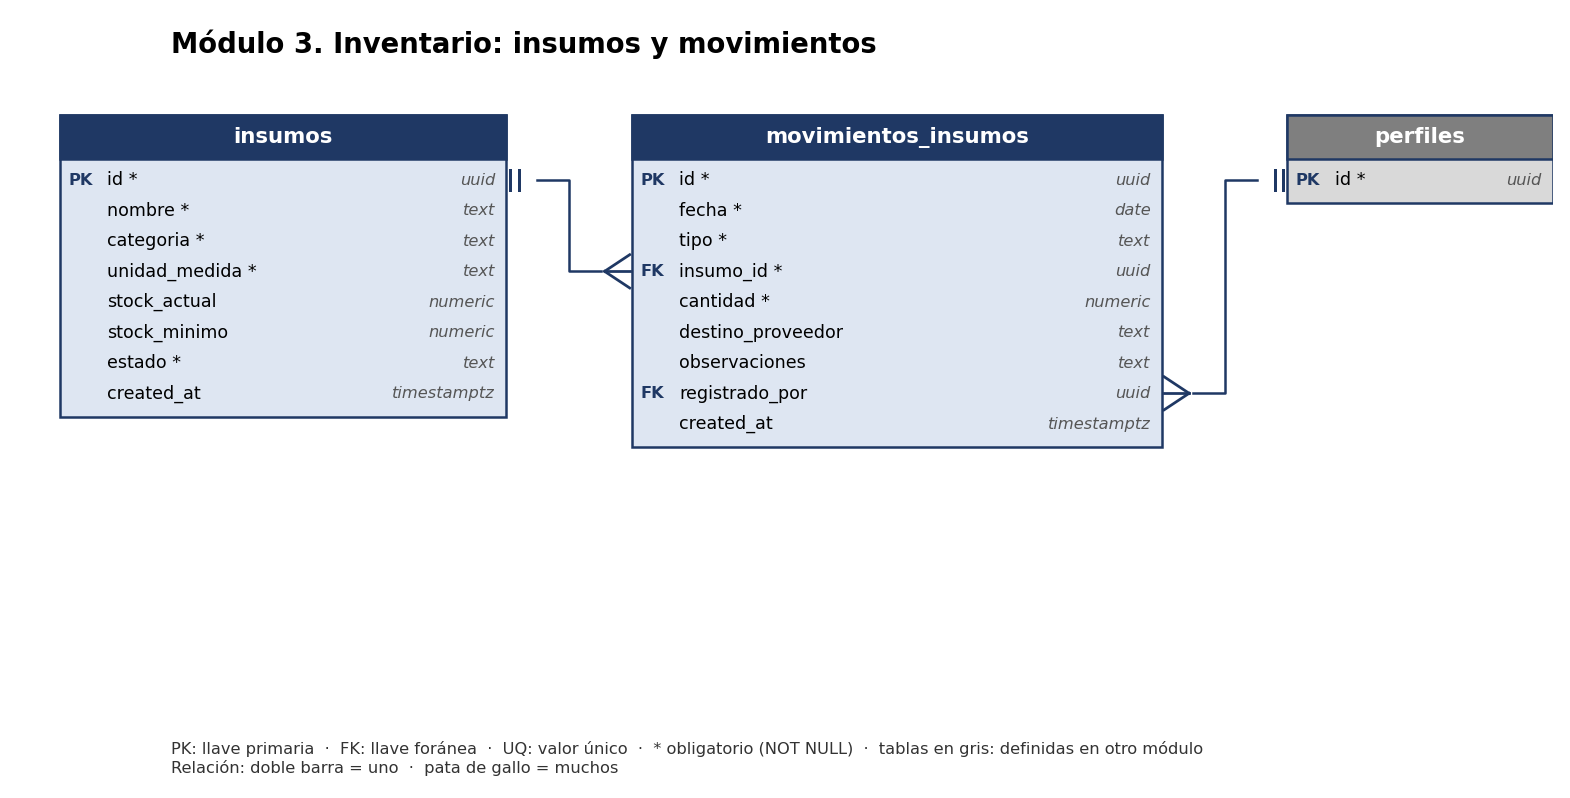 Módulo 3. Inventario: insumos y movimientos
insumos
PK id * uuid
nombre * text
categoria * text
unidad_medida * text
stock_actual numeric
stock_minimo numeric
estado * text
created_at timestamptz
movimientos_insumos
PK id * uuid
fecha * date
tipo * text
FK insumo_id * uuid
cantidad * numeric
destino_proveedor text
observaciones text
FK registrado_por uuid
created_at timestamptz
perfiles
PK id * uuid
PK: llave primaria · FK: llave foránea · UQ: valor único · * obligatorio (NOT NULL) · tablas en gris: definidas en otro módulo
Relación: doble barra = uno · pata de gallo = muchos